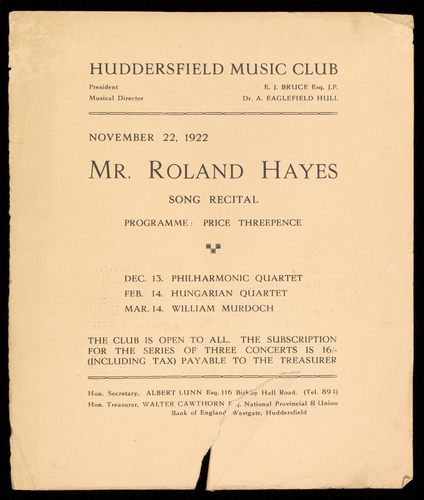 HUDDERSFIELD MUSIC CLUB
President E. J. BRUCE Esq. J.P.
Musical Director Dr. A. EAGLEFIELD HULL
NOVEMBER 22, 1922
MR. ROLAND HAYES
SONG RECITAL
PROGRAMME: PRICE THREEPENCE
DEC. 13. PHILHARMONIC QUARTET
FEB. 14. HUNGARIAN QUARTET
MAR. 14. WILLIAM MURDOCH
THE CLUB IS OPEN TO ALL. THE SUBSCRIPTION
FOR THE SERIES OF THREE CONCERTS IS 16/-
(INCLUDING TAX) PAYABLE TO THE TREASURER
Hon. Secretary, ALBERT LUNN Esq. 116 Birkby Hall Road. (Tel. 891)
Hon. Treasurer, WALTER CAWTHORN National Provincial & Union
Bank of England, Westgate, Huddersfield